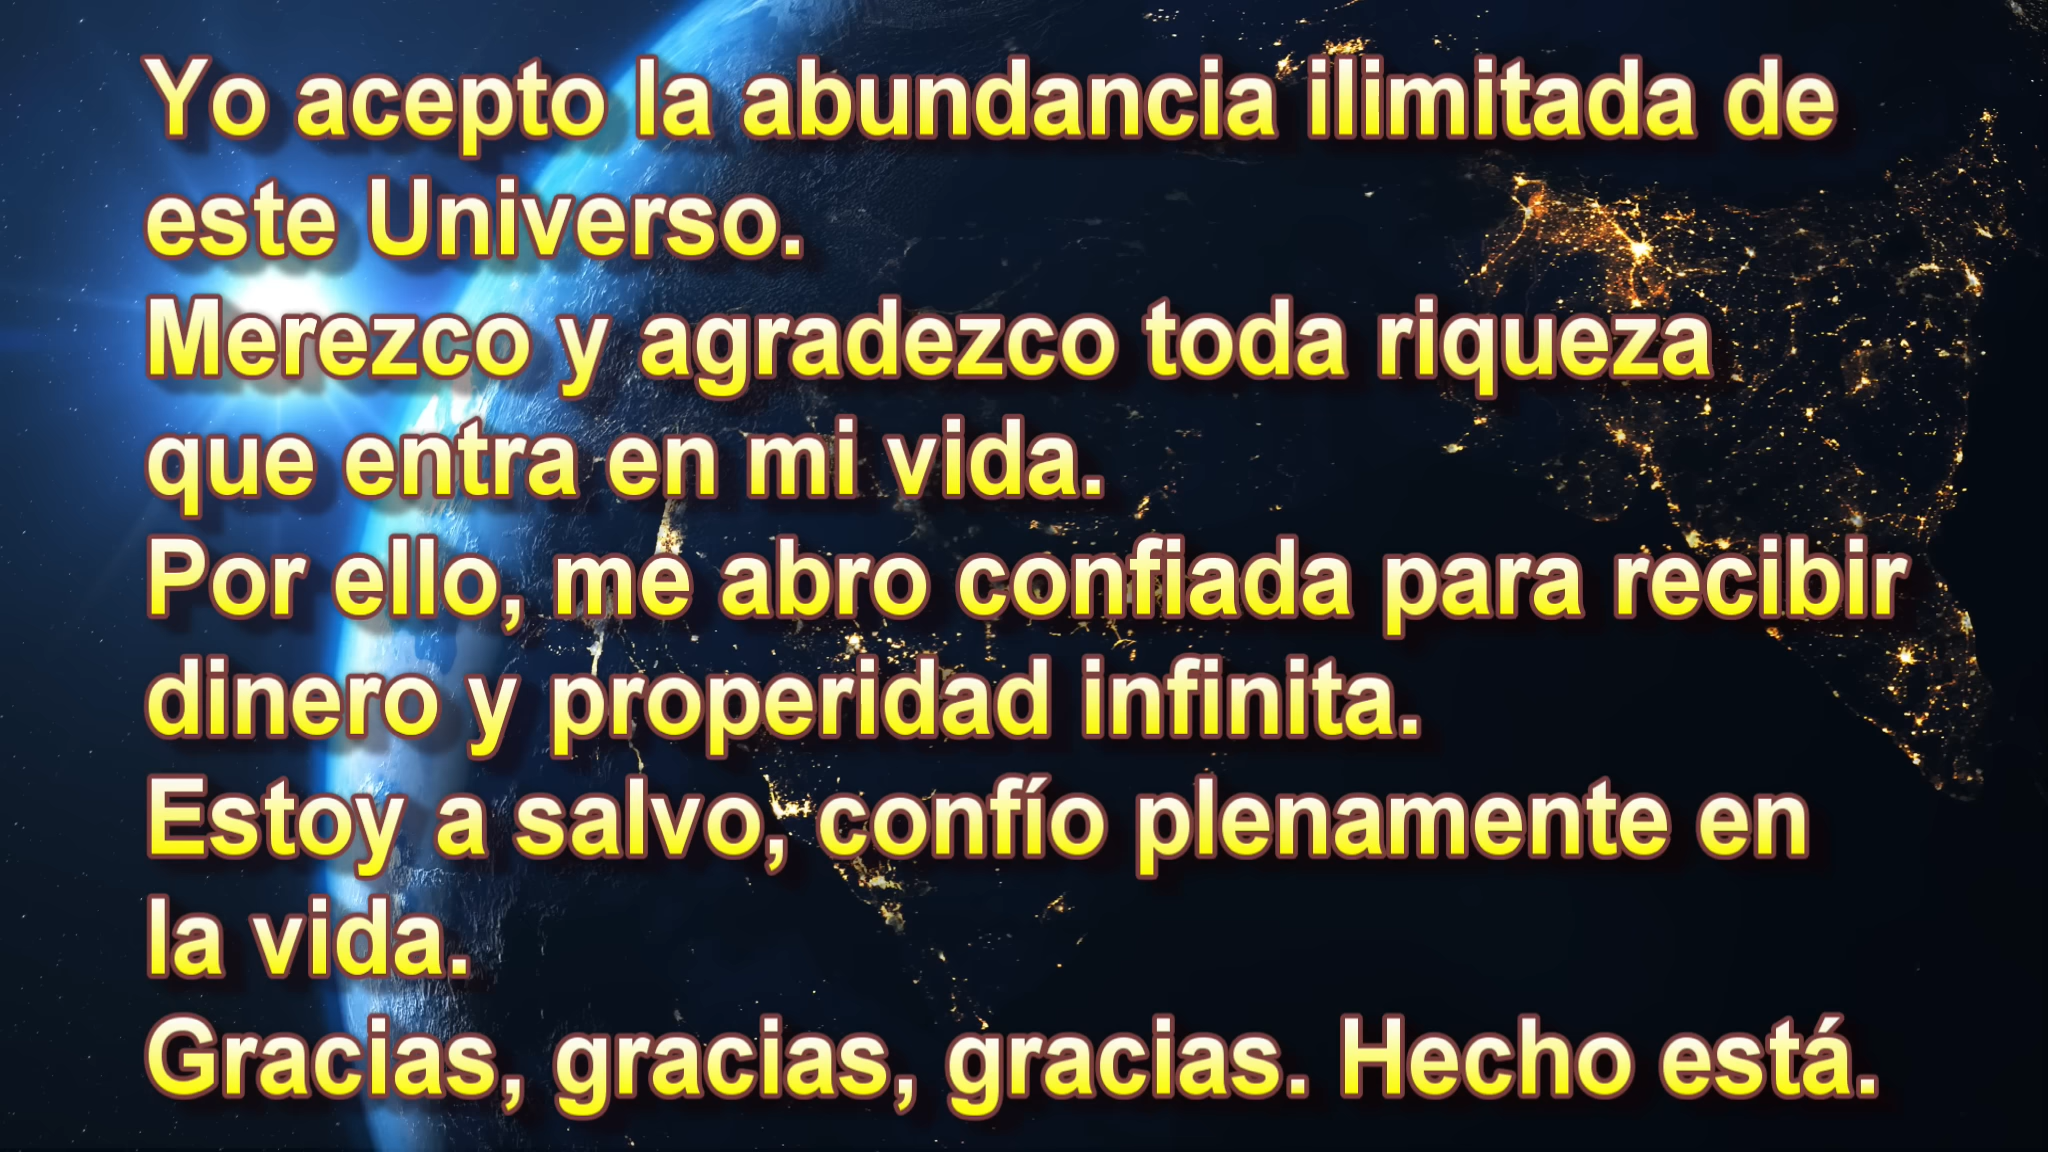 Yo acepto la abundancia ilimitada de
este Universo.
Merezco y agradezco toda riqueza
que entra en mi vida.
Por ello, me abro confiada para recibir
dinero y properidad infinita.
Estoy a salvo, confío plenamente en
la vida.
Gracias, gracias, gracias. Hecho está.